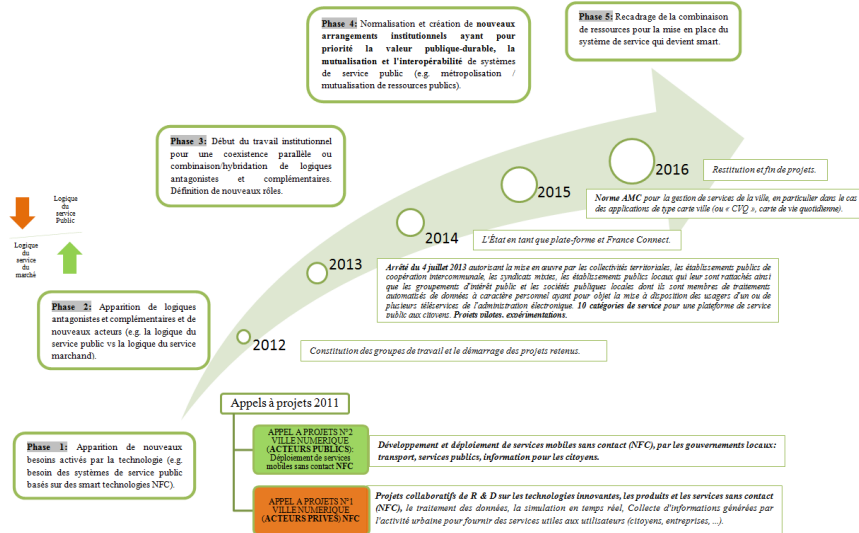 Phase 4: Normalisation et création de nouveaux
arrangements institutionnels ayant pour
priorité la valeur publique-durable, la
mutualisation et l'interopérabilité de systèmes
de service public (e.g. métropolisation /
mutualisation de ressources publics).
Phase 5: Recadrage de la combinaison
de ressources pour la mise en place du
système de service qui devient smart.
Phase 3: Début du travail institutionnel
pour une coexistence parallèle ou
combinaison/hybridation de logiques
antagonistes et complémentaires.
Définition de nouveaux rôles.
Logique
du
service
Public
Logique
du
service
du
marché
2016
Restitution et fin de projets.
2015
Norme AMC pour la gestion de services de la ville, en particulier dans le cas
des applications de type carte ville (ou « CVQ », carte de vie quotidienne).
2014
L'État en tant que plate-forme et France Connect.
2013
Arrêté du 4 juillet 2013 autorisant la mise en œuvre par les collectivités territoriales, les établissements publics de
coopération intercommunale, les syndicats mixtes, les établissements publics locaux qui leur sont rattachés ainsi
que les groupements d'intérêt public et les sociétés publiques locales dont ils sont membres de traitements
automatisés de données à caractère personnel ayant pour objet la mise à disposition des usagers d'un ou de
plusieurs téléservices de l'administration électronique. 10 catégories de service pour une plateforme de service
public aux citoyens. Projets pilotes, expérimentations.
Phase 2: Apparition de logiques
antagonistes et complémentaires et de
nouveaux acteurs (e.g. la logique du
service public vs la logique du service
marchand).
2012
Constitution des groupes de travail et le démarrage des projets retenus.
Appels à projets 2011
Phase 1: Apparition de nouveaux
besoins activés par la technologie (e.g.
besoin des systèmes de service public
basés sur des smart technologies NFC).
APPEL A PROJETS N°2
VILLE NUMERIQUE
(ACTEURS PUBLICS):
Déploiement de services
mobiles sans contact NFC
Développement et déploiement de services mobiles sans contact (NFC), par les gouvernements locaux:
transport, services publics, information pour les citoyens.
APPEL A PROJETS N°1
VILLE NUMERIQUE
(ACTEURS PRIVES) NFC
Projets collaboratifs de R & D sur les technologies innovantes, les produits et les services sans contact
(NFC), le traitement des données, la simulation en temps réel, Collecte d'informations générées par
l'activité urbaine pour fournir des services utiles aux utilisateurs (citoyens, entreprises, ...).